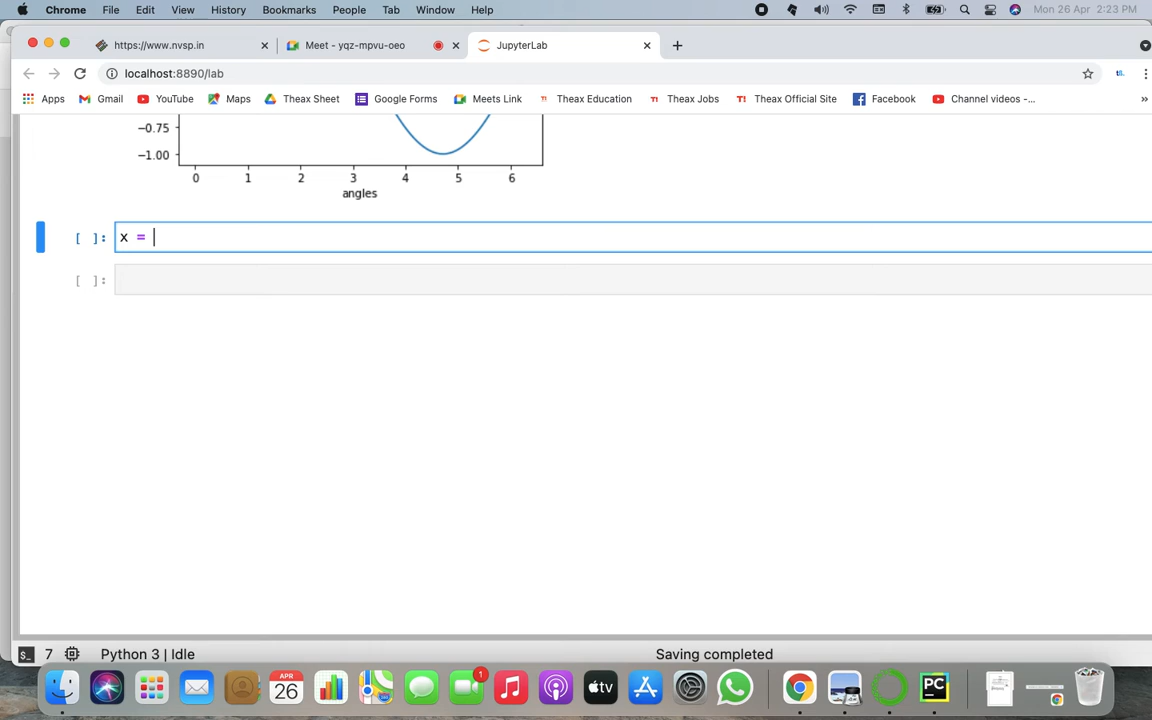 Chrome File Edit View History Bookmarks People Tab Window Help Mon 26 Apr 2:23 PM
https://www.nvsp.in Meet - yqz-mpvu-oeo JupyterLab
localhost:8890/lab
Apps Gmail YouTube Maps Theax Sheet Google Forms Meets Link Theax Education Theax Jobs Theax Official Site Facebook Channel videos -... »
−0.75
−1.00
0 1 2 3 4 5 6
angles
[ ]: x =
[ ]:
7 Python 3 | Idle Saving completed
APR
26
1
tv
PC